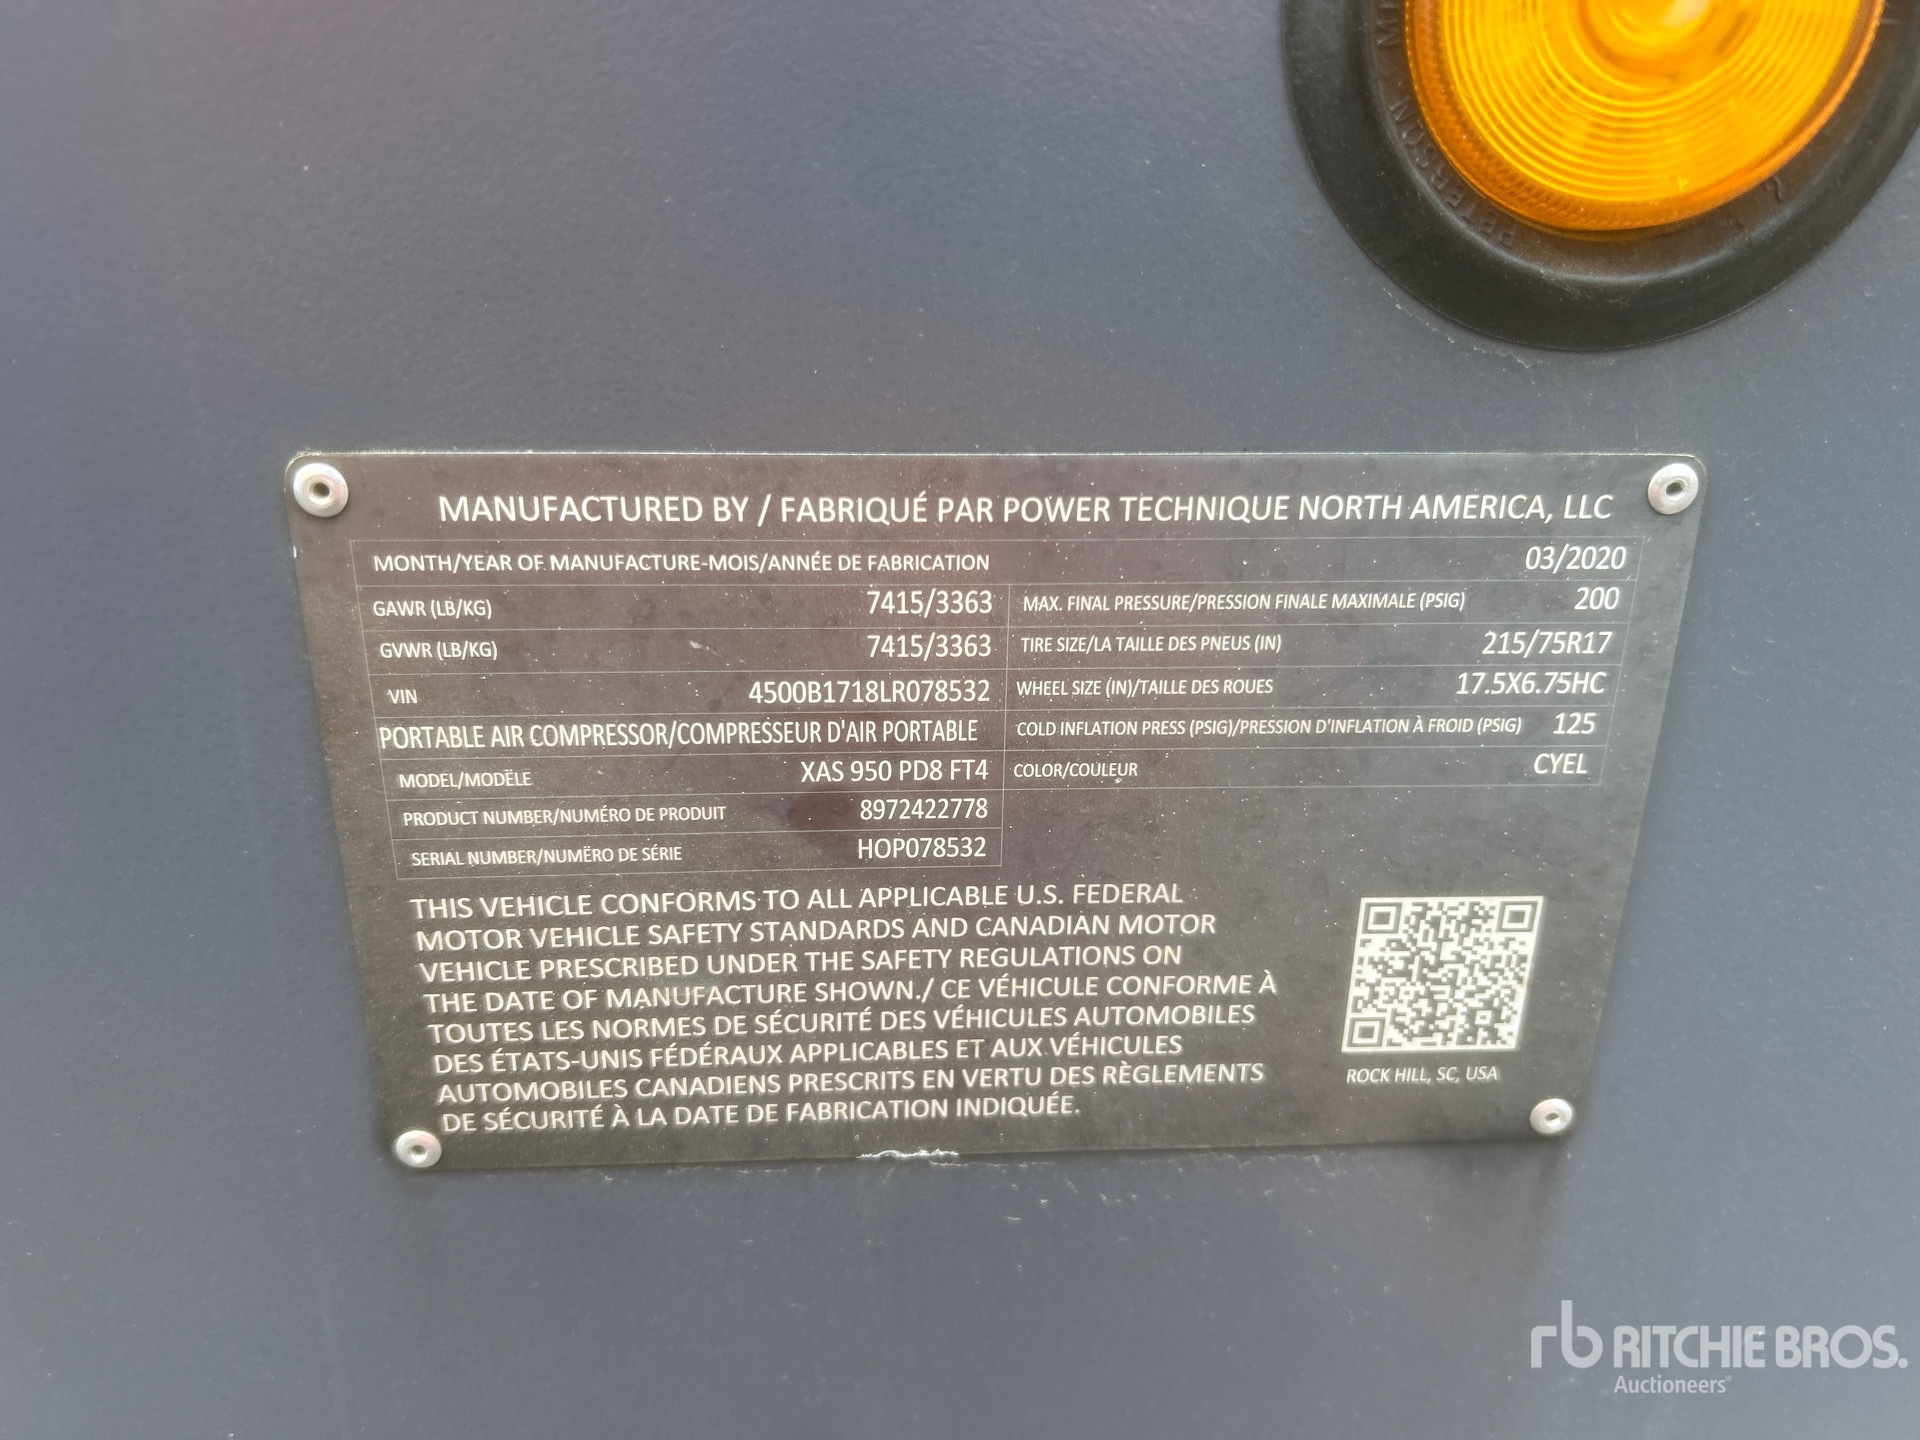 PETERSON
MANUFACTURED BY / FABRIQUÉ PAR POWER TECHNIQUE NORTH AMERICA, LLC
MONTH/YEAR OF MANUFACTURE-MOIS/ANNÉE DE FABRICATION 03/2020
GAWR (LB/KG) 7415/3363 MAX. FINAL PRESSURE/PRESSION FINALE MAXIMALE (PSIG) 200
GVWR (LB/KG) 7415/3363 TIRE SIZE/LA TAILLE DES PNEUS (IN) 215/75R17
VIN 4500B1718LR078532 WHEEL SIZE (IN)/TAILLE DES ROUES 17.5X6.75HC
PORTABLE AIR COMPRESSOR/COMPRESSEUR D'AIR PORTABLE COLD INFLATION PRESS (PSIG)/PRESSION D'INFLATION À FROID (PSIG) 125
MODEL/MODËLE XAS 950 PD8 FT4 COLOR/COULEUR CYEL
PRODUCT NUMBER/NUMÉRO DE PRODUIT 8972422778
SERIAL NUMBER/NUMËRO DE SÉRIE HOP078532
THIS VEHICLE CONFORMS TO ALL APPLICABLE U.S. FEDERAL
MOTOR VEHICLE SAFETY STANDARDS AND CANADIAN MOTOR
VEHICLE PRESCRIBED UNDER THE SAFETY REGULATIONS ON
THE DATE OF MANUFACTURE SHOWN./ CE VÉHICULE CONFORME À
TOUTES LES NORMES DE SÉCURITÉ DES VÉHICULES AUTOMOBILES
DES ÉTATS-UNIS FÉDÉRAUX APPLICABLES ET AUX VÉHICULES
AUTOMOBILES CANADIENS PRESCRITS EN VERTU DES RÈGLEMENTS
DE SÉCURITÉ À LA DATE DE FABRICATION INDIQUÉE.
ROCK HILL, SC, USA
rb RITCHIE BROS.
Auctioneers